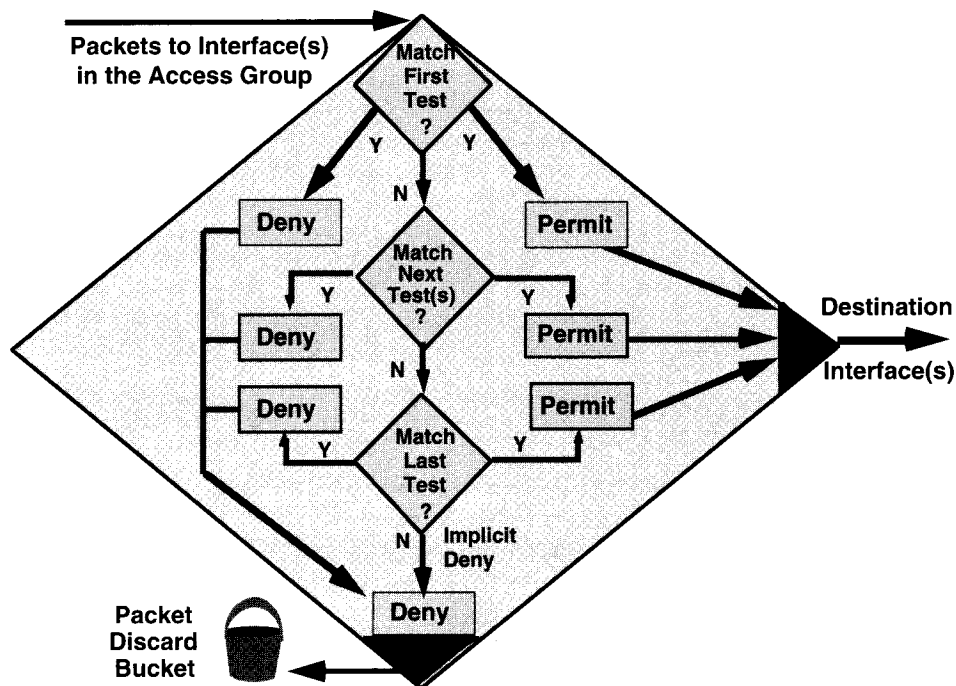 Packets to Interface(s)
in the Access Group
Match
First
Test
?
Y
Y
N
Deny
Permit
Match
Next
Test(s)
?
Y
Y
Deny
Permit
Destination
Interface(s)
N
Deny
Permit
Match
Last
Test
?
Y
Y
N
Implicit
Deny
Deny
Packet
Discard
Bucket